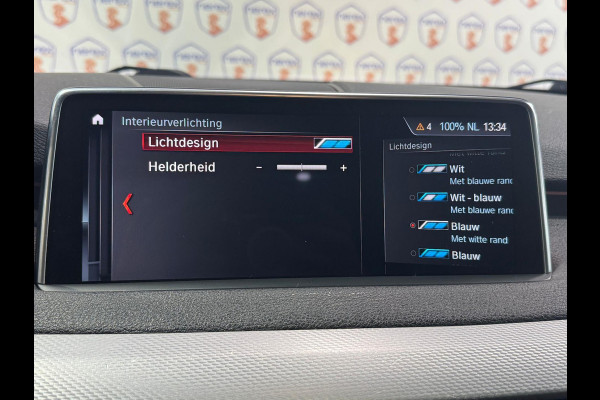 Interieurverlichting
⚠4 100% NL 13:34
Lichtdesign
Helderheid - +
Lichtdesign
Wit
Met blauwe rand
Wit - blauw
Met blauwe rand
Blauw
Met witte rand
Blauw